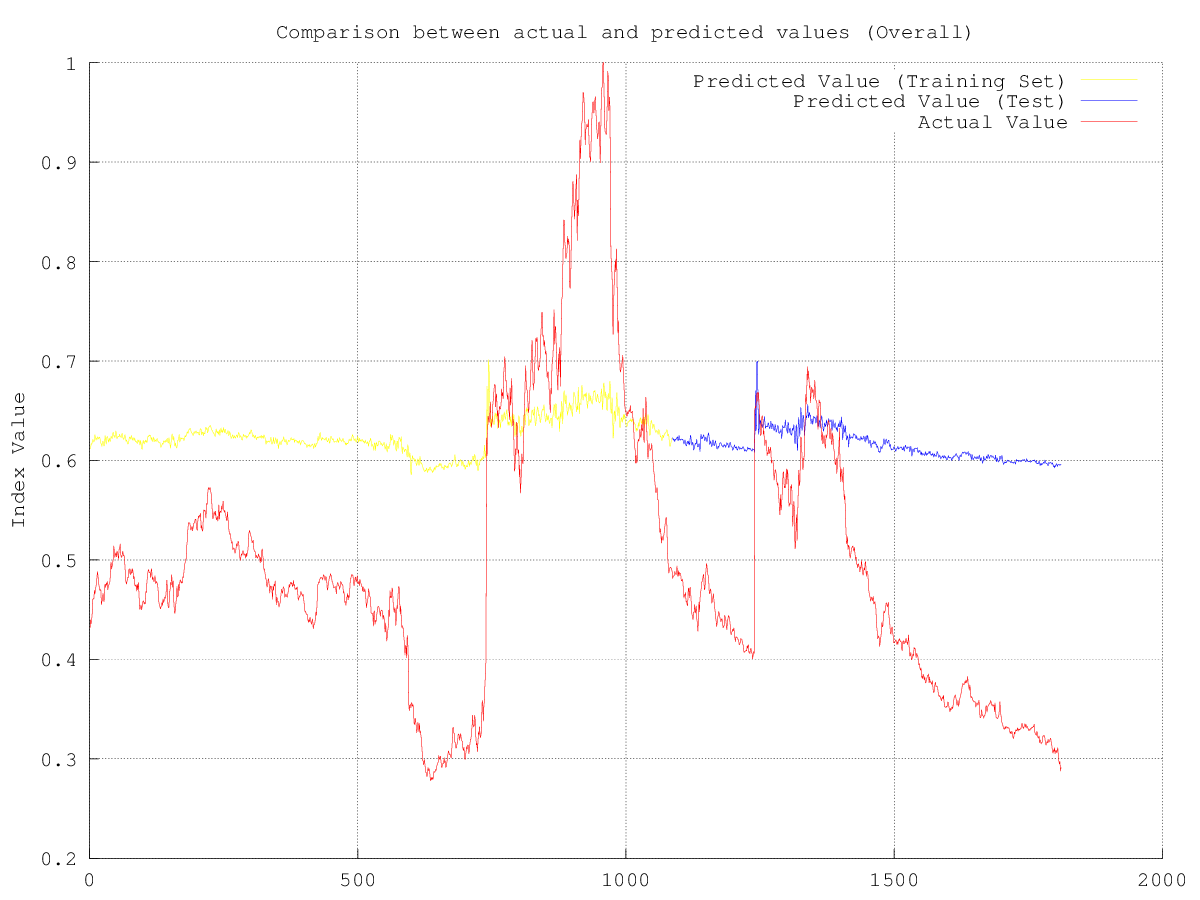 Comparison between actual and predicted values (Overall)
Predicted Value (Training Set)
Predicted Value (Test)
Actual Value
Index Value
1
0.9
0.8
0.7
0.6
0.5
0.4
0.3
0.2
0 500 1000 1500 2000